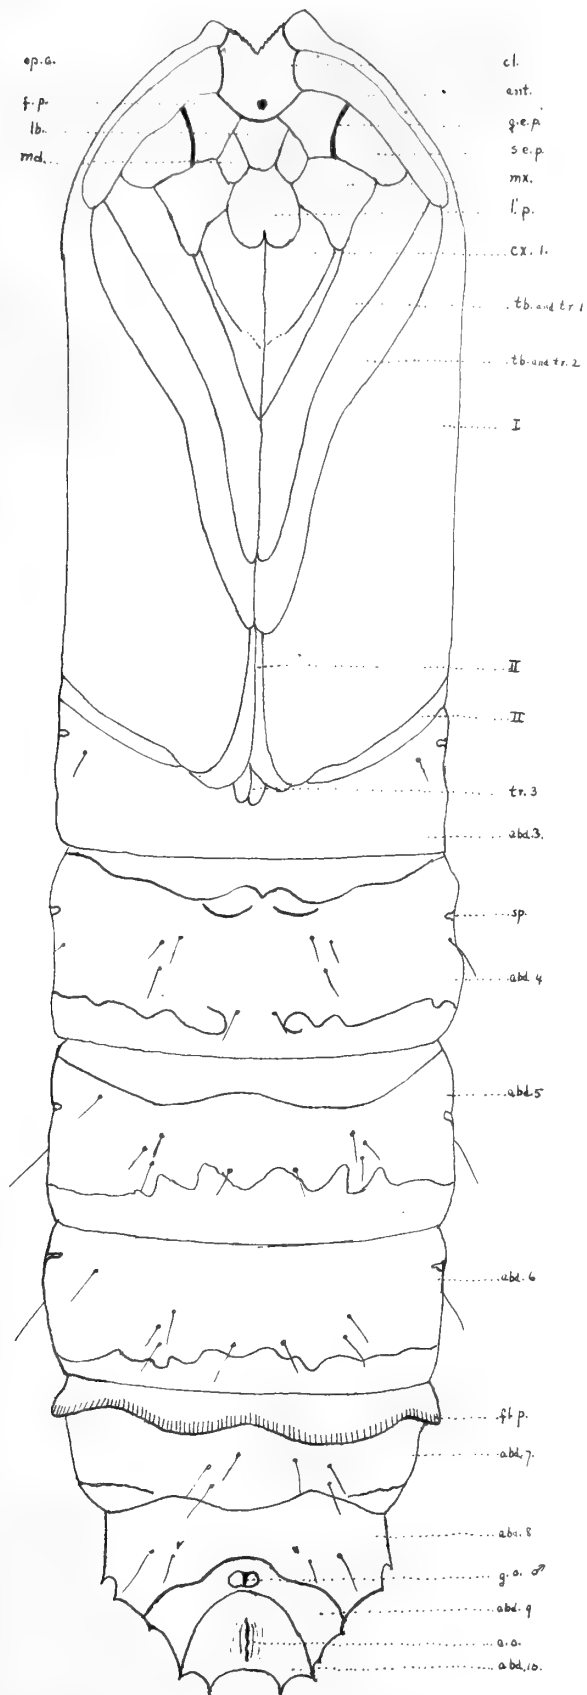 ep.c.
f.p.
lb.
md.
cl.
ant.
g.e.p.
s.e.p.
mx.
l.p.
cx. 1.
tb. and tr. 1
tb. and tr. 2
I
II
II
tr. 3
abd. 3.
sp.
abd. 4
abd. 5
abd. 6
fl. p.
abd. 7.
abd. 8
g.o. ♂
abd. 9
a.o.
abd. 10.